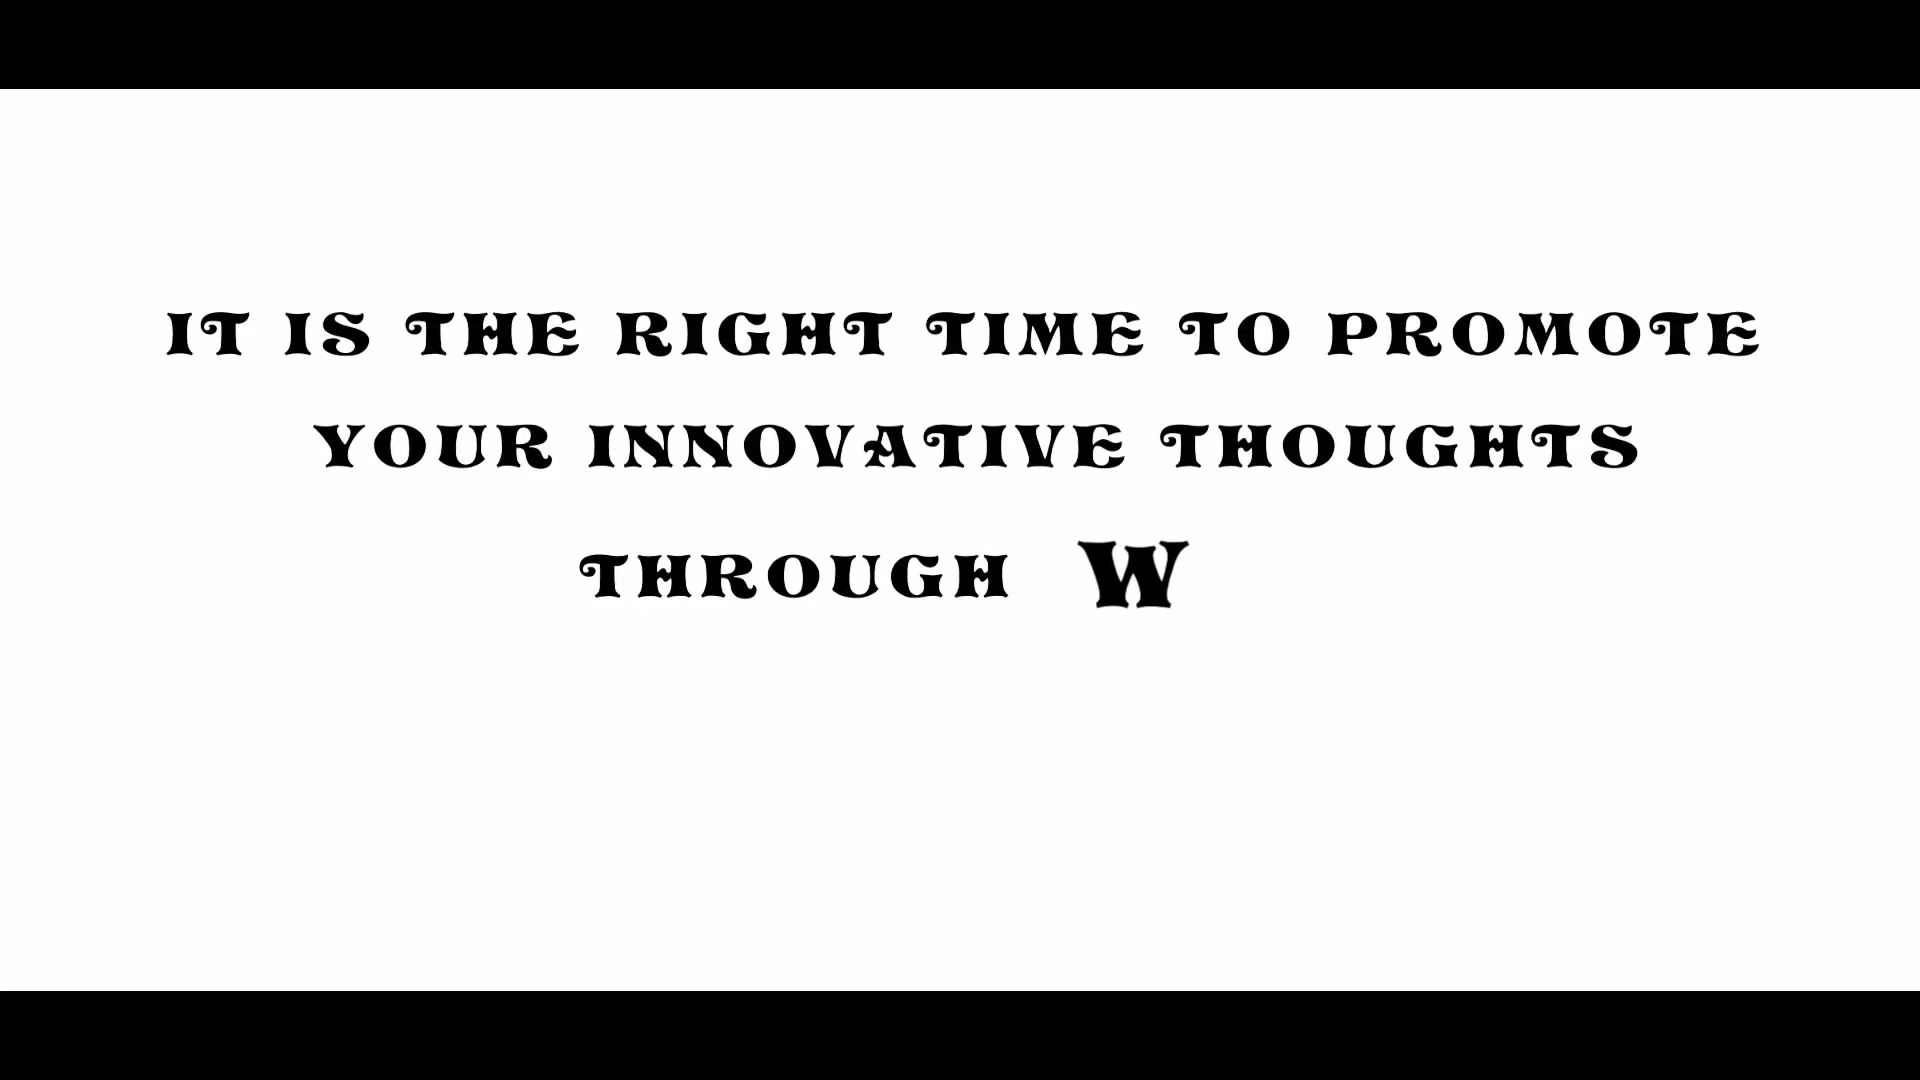 IT IS THE RIGHT TIME TO PROMOTE
YOUR INNOVATIVE THOUGHTS
THROUGH W